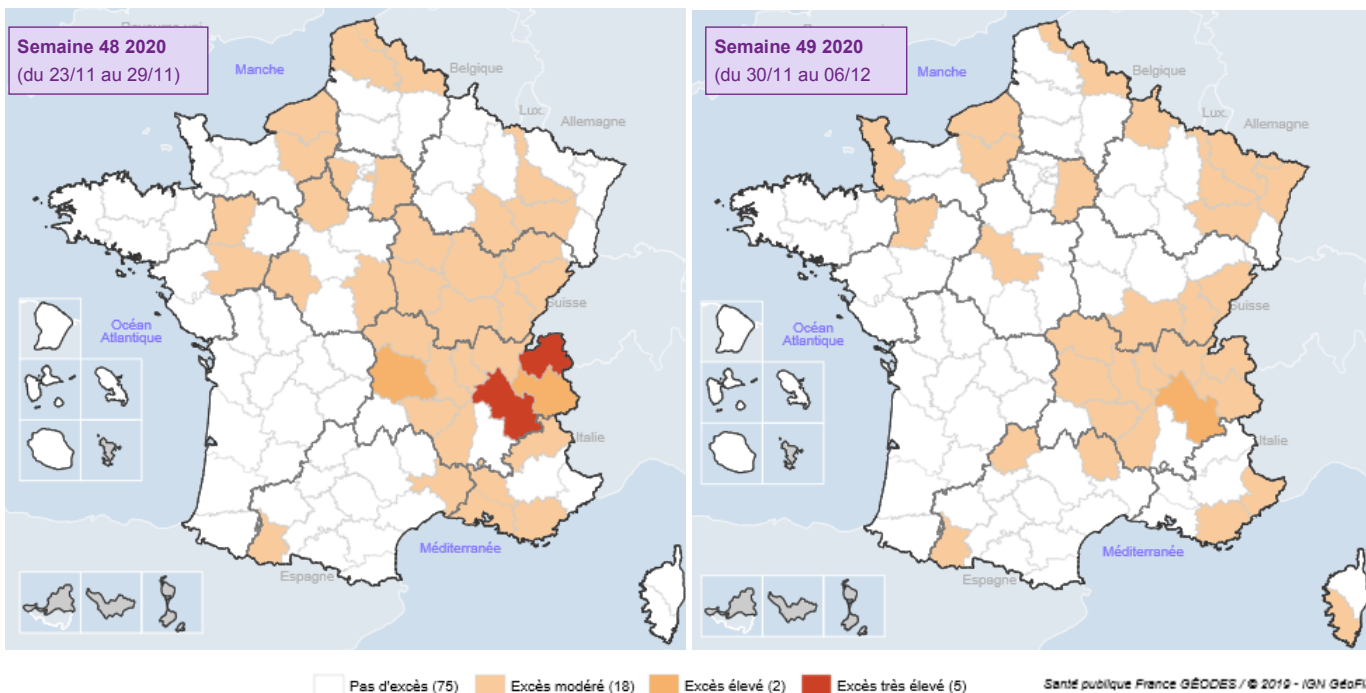 Royaume-uni
Semaine 48 2020
(du 23/11 au 29/11)
Manche
Belgique
Lux.
Allemagne
Suisse
Océan
Atlantique
Italie
Méditerranée
Espagne
Semaine 49 2020
(du 30/11 au 06/12
Manche
Belgique
Lux.
Allemagne
Suisse
Océan
Atlantique
Italie
Méditerranée
Espagne
Pas d'excès (75) Excès modéré (18) Excès élevé (2) Excès très élevé (5)
Santé publique France GÉODES / © 2019 - IGN GéoF